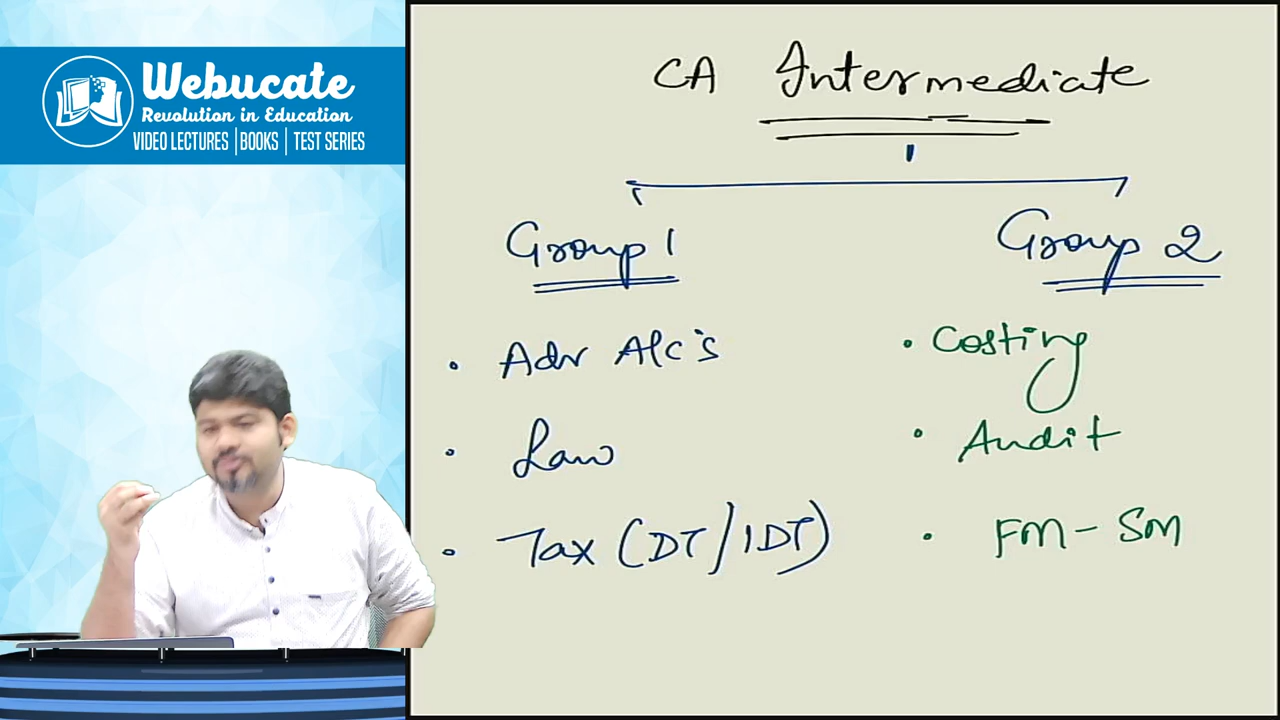 Webucate
Revolution in Education
VIDEO LECTURES | BOOKS | TEST SERIES
CA Intermediate
Group 1
Group 2
• Adv A/c's
• Law
• Tax (DT/IDT)
• Costing
• Audit
• FM - SM